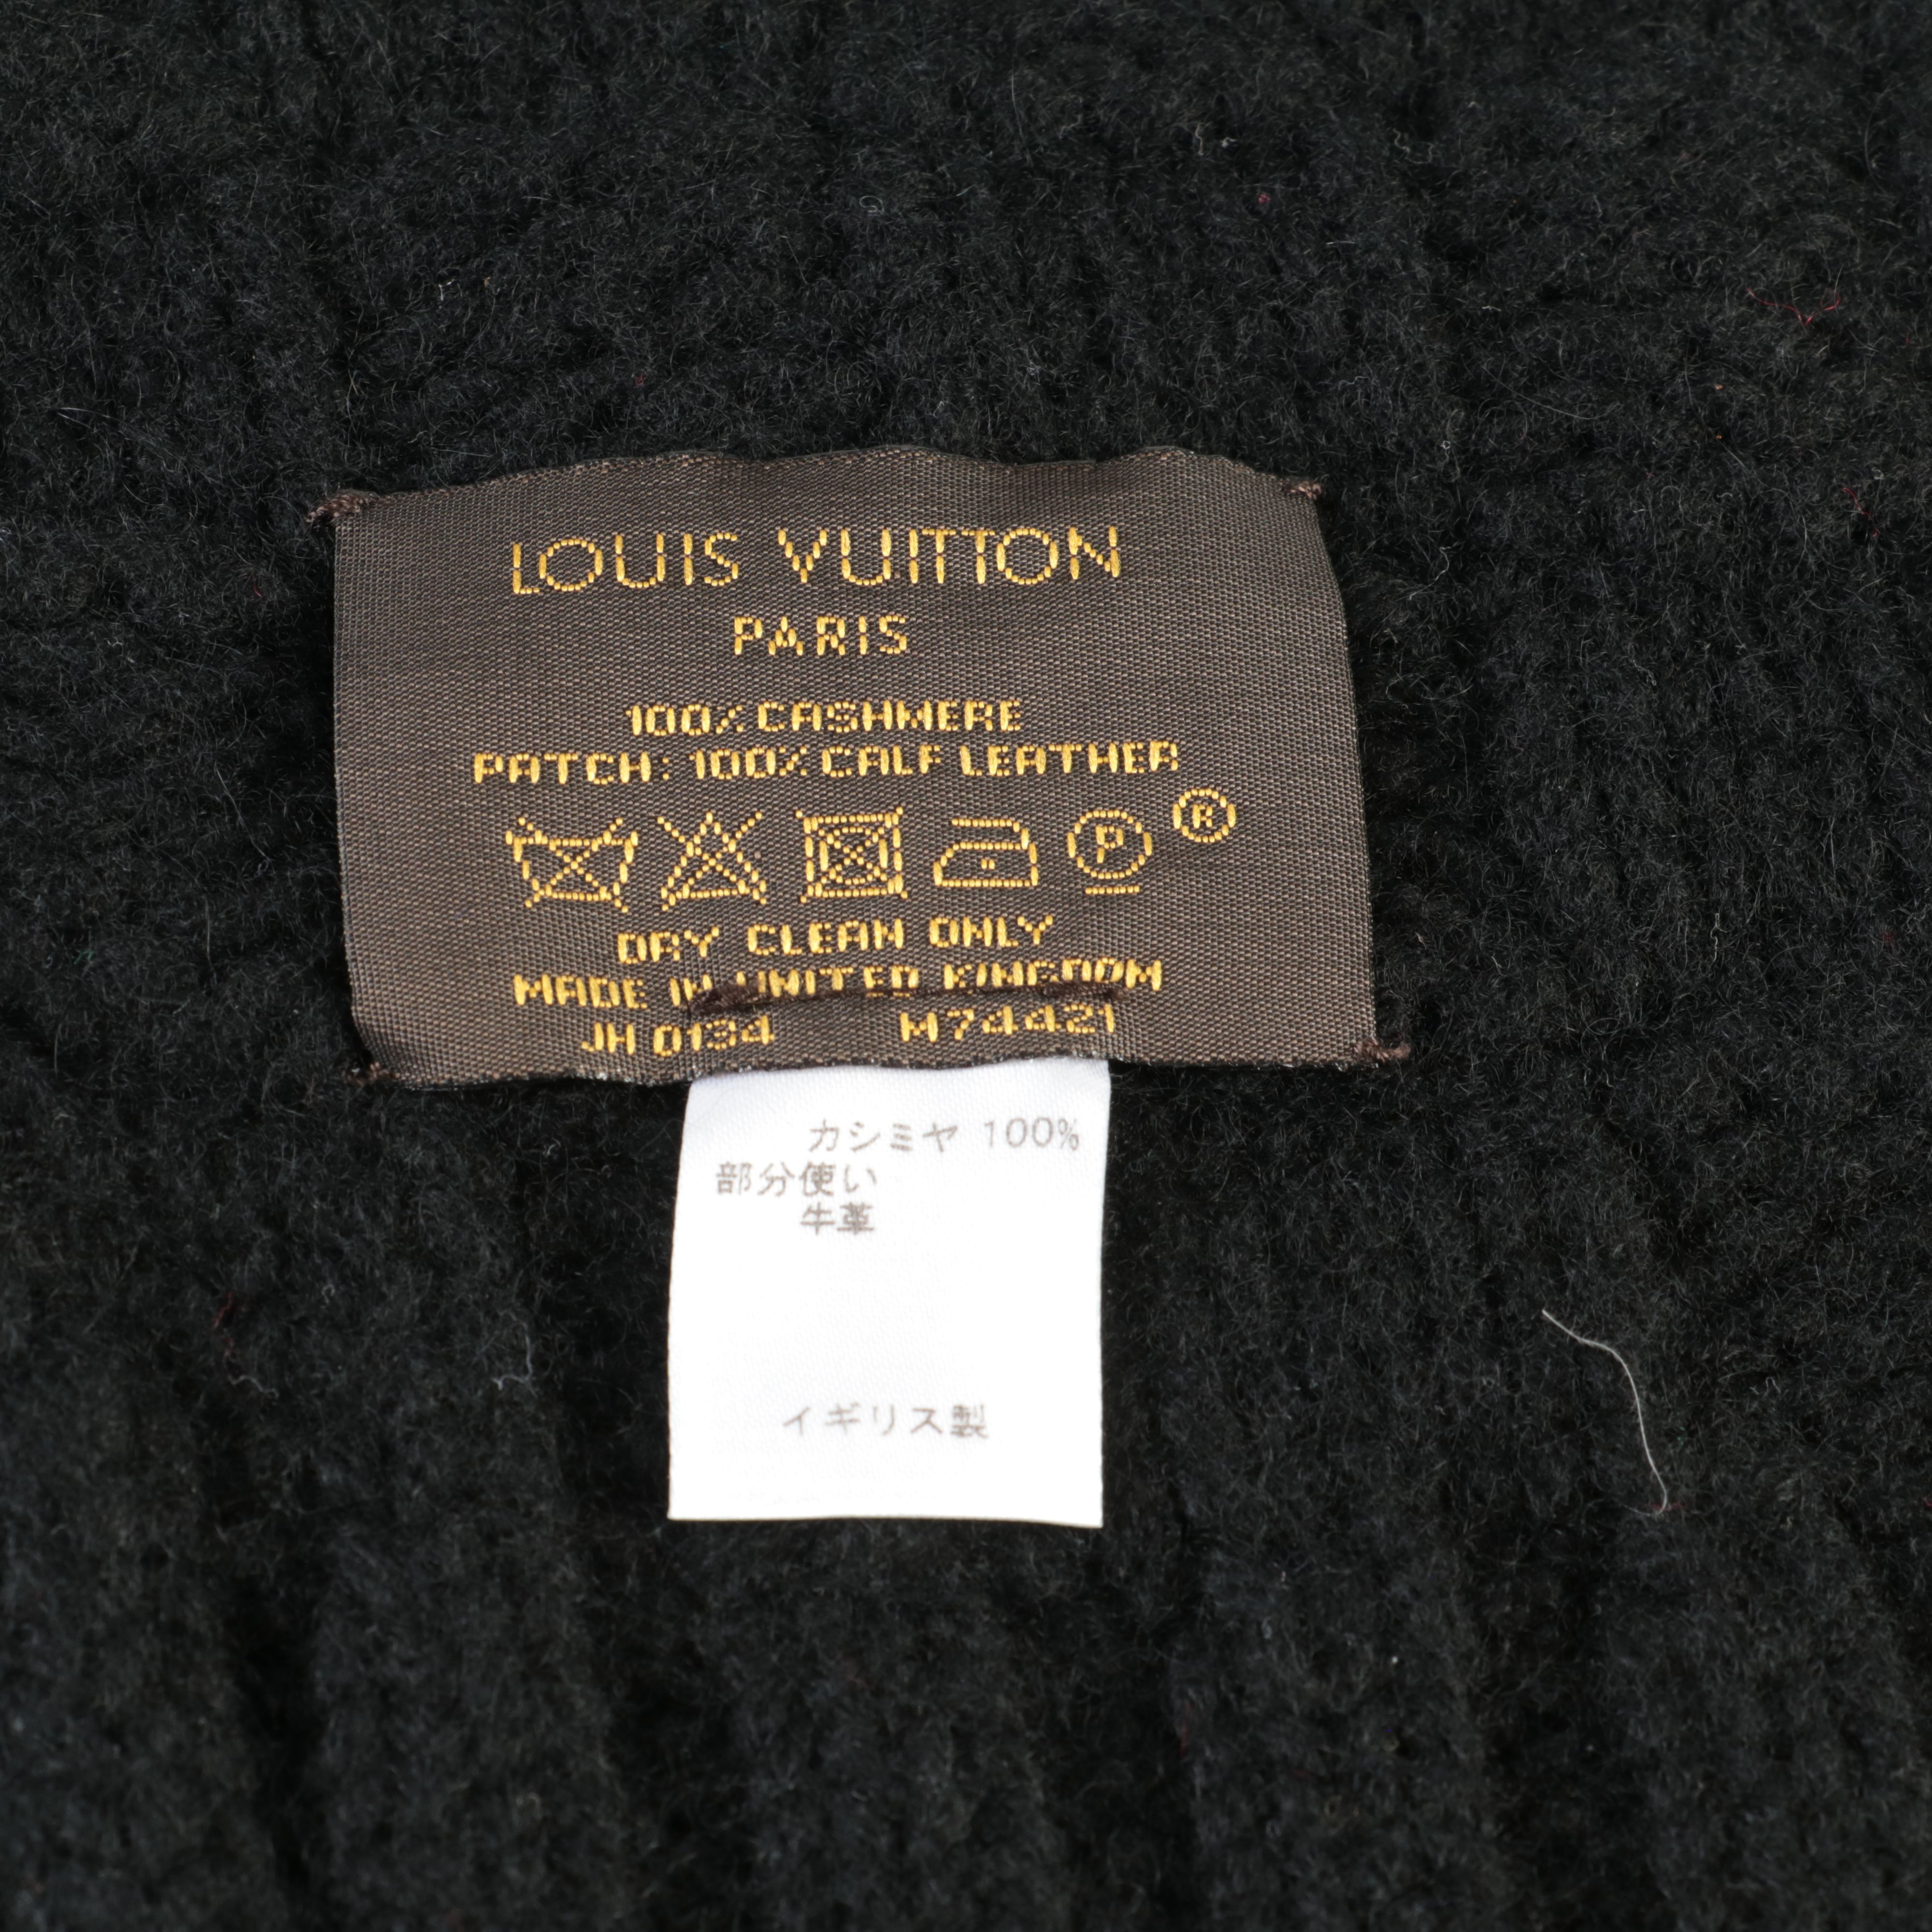 LOUIS VUITTON
PARIS
100% CASHMERE
PATCH: 100% CALF LEATHER
P ®
DRY CLEAN ONLY
MADE IN UNITED KINGDOM
JH 0134 M74421
カシミヤ 100%
部分使い
牛革
イギリス製